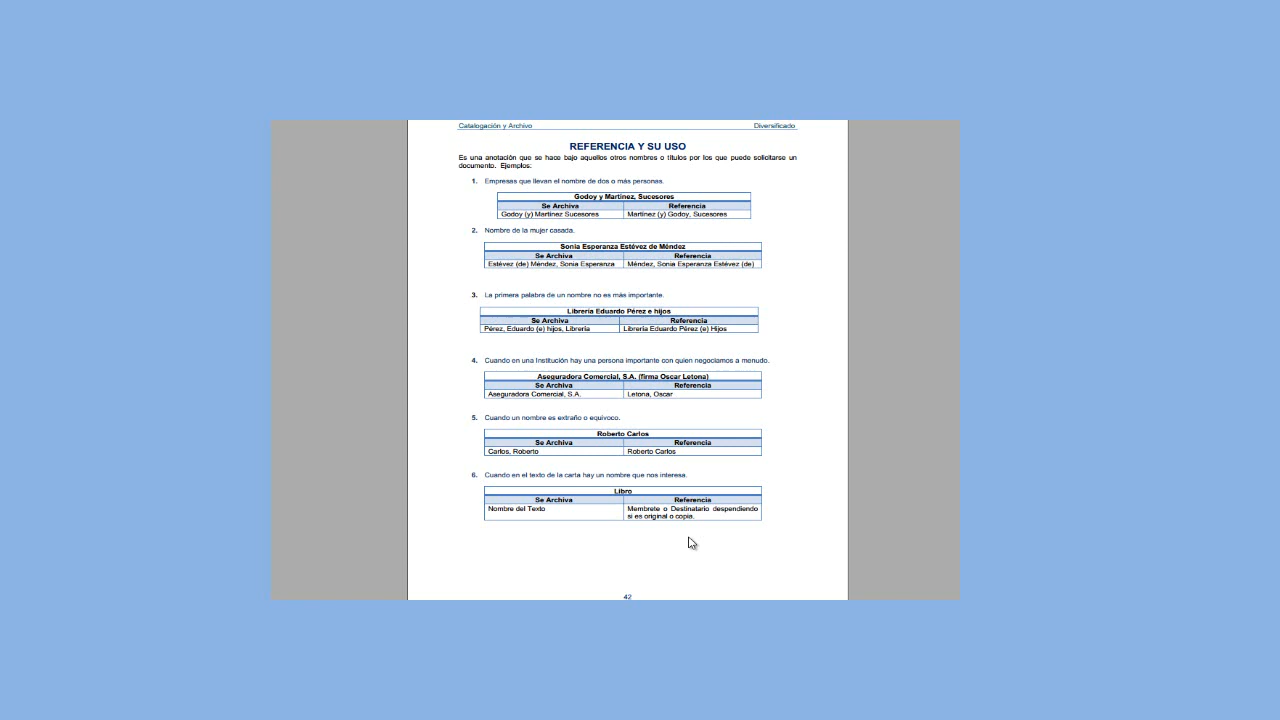 Catalogación y Archivo Diversificado
REFERENCIA Y SU USO
Es una anotación que se hace bajo aquellos otros nombres o títulos por los que puede solicitarse un
documento. Ejemplos:
1. Empresas que llevan el nombre de dos o más personas.
Godoy y Martínez, Sucesores
Se Archiva Referencia
Godoy (y) Martínez Sucesores Martínez (y) Godoy, Sucesores
2. Nombre de la mujer casada.
Sonia Esperanza Estévez de Méndez
Se Archiva Referencia
Estévez (de) Méndez, Sonia Esperanza Méndez, Sonia Esperanza Estévez (de)
3. La primera palabra de un nombre no es más importante.
Librería Eduardo Pérez e hijos
Se Archiva Referencia
Pérez, Eduardo (e) hijos, Librería Librería Eduardo Pérez (e) Hijos
4. Cuando en una Institución hay una persona importante con quien negociamos a menudo.
Aseguradora Comercial, S.A. (firma Oscar Letona)
Se Archiva Referencia
Aseguradora Comercial, S.A. Letona, Oscar
5. Cuando un nombre es extraño o equivoco.
Roberto Carlos
Se Archiva Referencia
Carlos, Roberto Roberto Carlos
6. Cuando en el texto de la carta hay un nombre que nos interesa.
Libro
Se Archiva Referencia
Nombre del Texto Membrete o Destinatario despendiendo
si es original o copia.
42